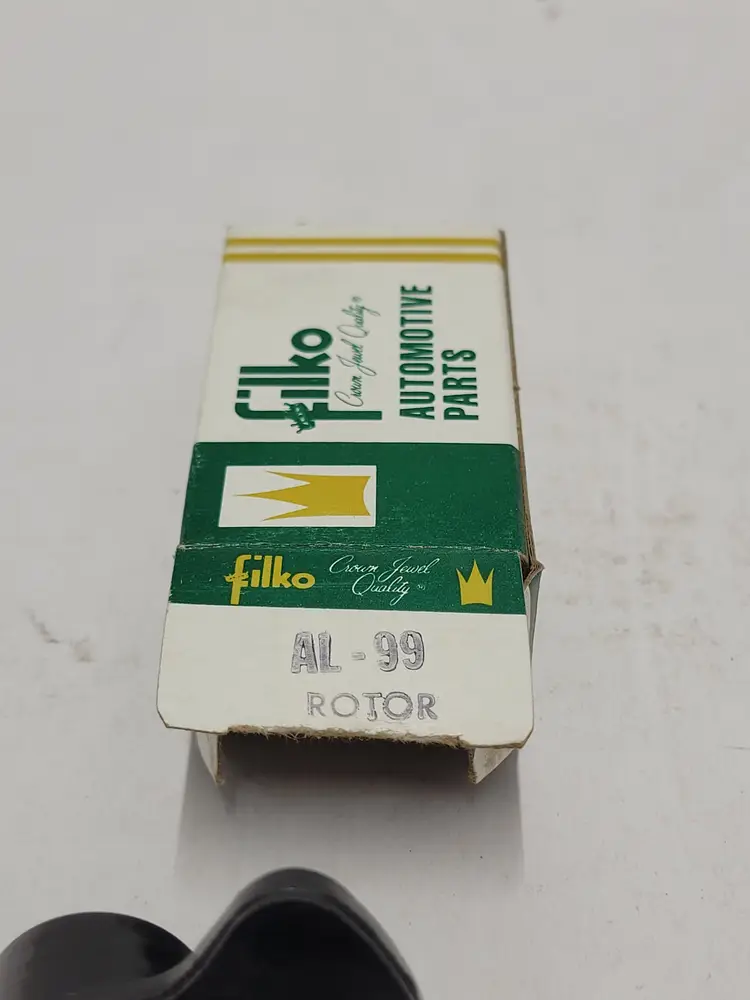 filko
Crown Jewel Quality®
AUTOMOTIVE
PARTS
filko
Crown Jewel
Quality
AL-99
ROTOR